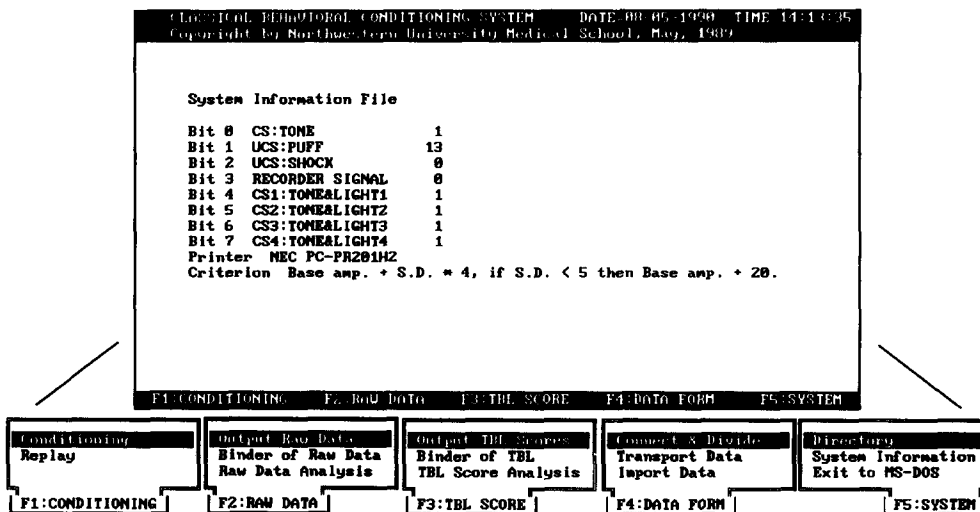 CLASSICAL BEHAVIORAL CONDITIONING SYSTEM DATE-08-05-1990 TIME 14:13:35
Copyright by Northwestern University Medical School, May, 1989
System Information File
Bit 0 CS:TONE 1
Bit 1 UCS:PUFF 13
Bit 2 UCS:SHOCK 0
Bit 3 RECORDER SIGNAL 0
Bit 4 CS1:TONE&LIGHT1 1
Bit 5 CS2:TONE&LIGHT2 1
Bit 6 CS3:TONE&LIGHT3 1
Bit 7 CS4:TONE&LIGHT4 1
Printer NEC PC-PR201H2
Criterion Base amp. + S.D. * 4, if S.D. < 5 then Base amp. + 20.
F1:CONDITIONING F2:RAW DATA F3:TBL SCORE F4:DATA FORM F5:SYSTEM
Conditioning
Replay
F1:CONDITIONING
Output Raw Data
Binder of Raw Data
Raw Data Analysis
F2:RAW DATA
Output TBL Scores
Binder of TBL
TBL Score Analysis
F3:TBL SCORE
Connect & Divide
Transport Data
Import Data
F4:DATA FORM
Directory
System Information
Exit to MS-DOS
F5:SYSTEM